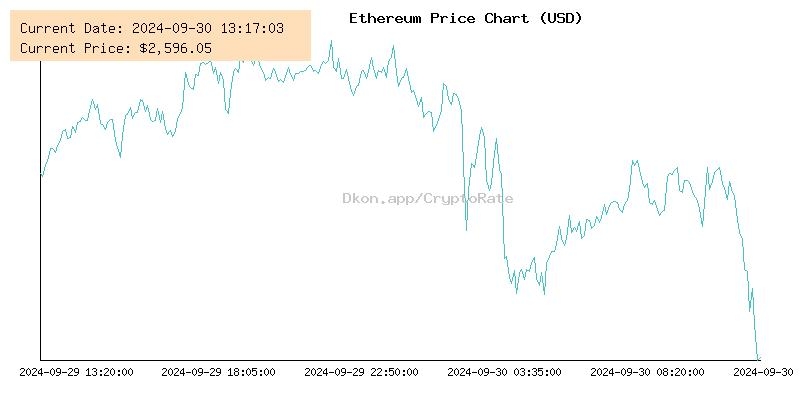 Ethereum Price Chart (USD)
Current Date: 2024-09-30 13:17:03
Current Price: $2,596.05
Dkon.app/CryptoRate
2024-09-29 13:20:00 2024-09-29 18:05:00 2024-09-29 22:50:00 2024-09-30 03:35:00 2024-09-30 08:20:00 2024-09-30